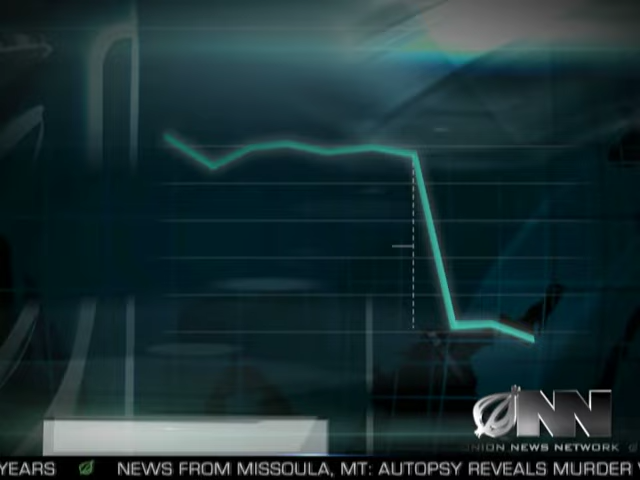 ONN
ONION NEWS NETWORK
YEARS NEWS FROM MISSOULA, MT: AUTOPSY REVEALS MURDER